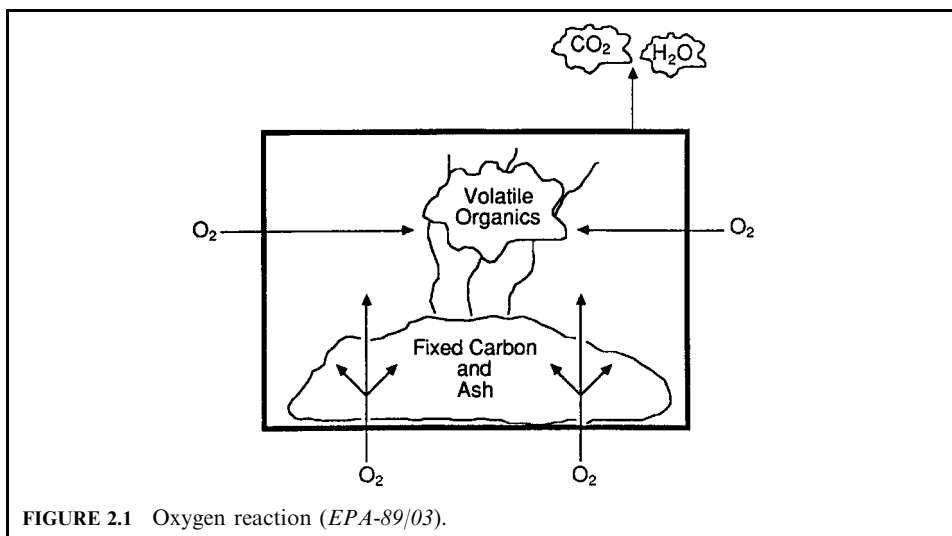 CO₂ H₂O
Volatile
Organics
O₂ O₂
Fixed Carbon
and
Ash
O₂ O₂
FIGURE 2.1 Oxygen reaction (EPA-89/03).